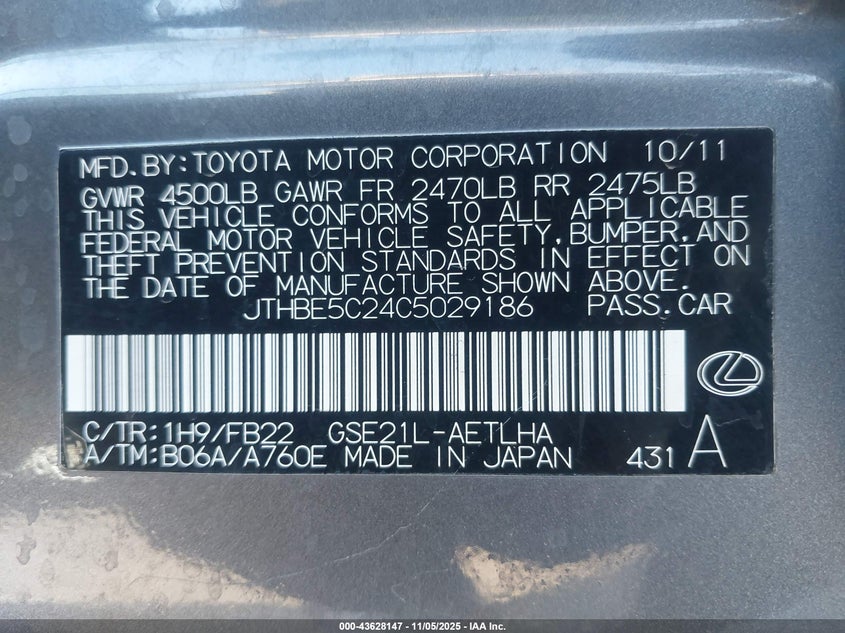 MFD.BY:TOYOTA MOTOR CORPORATION 10/11
GVWR 4500LB GAWR FR 2470LB RR 2475LB
THIS VEHICLE CONFORMS TO ALL APPLICABLE
FEDERAL MOTOR VEHICLE SAFETY,BUMPER,AND
THEFT PREVENTION STANDARDS IN EFFECT ON
THE DATE OF MANUFACTURE SHOWN ABOVE.
JTHBE5C24C5029186 PASS.CAR
C/TR:1H9/FB22 GSE21L-AETLHA
A/TM:B06A/A760E MADE IN JAPAN 431 A
000-43628147 - 11/05/2025 - IAA Inc.